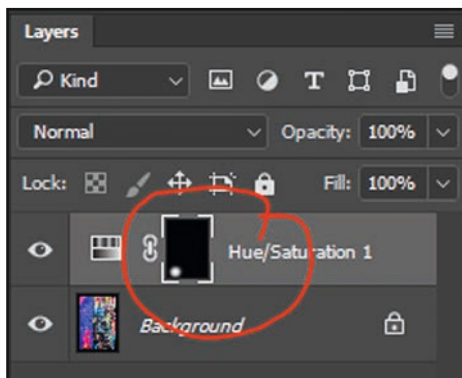 Layers
Kind T
Normal Opacity: 100%
Lock: Fill: 100%
Hue/Saturation 1
Background